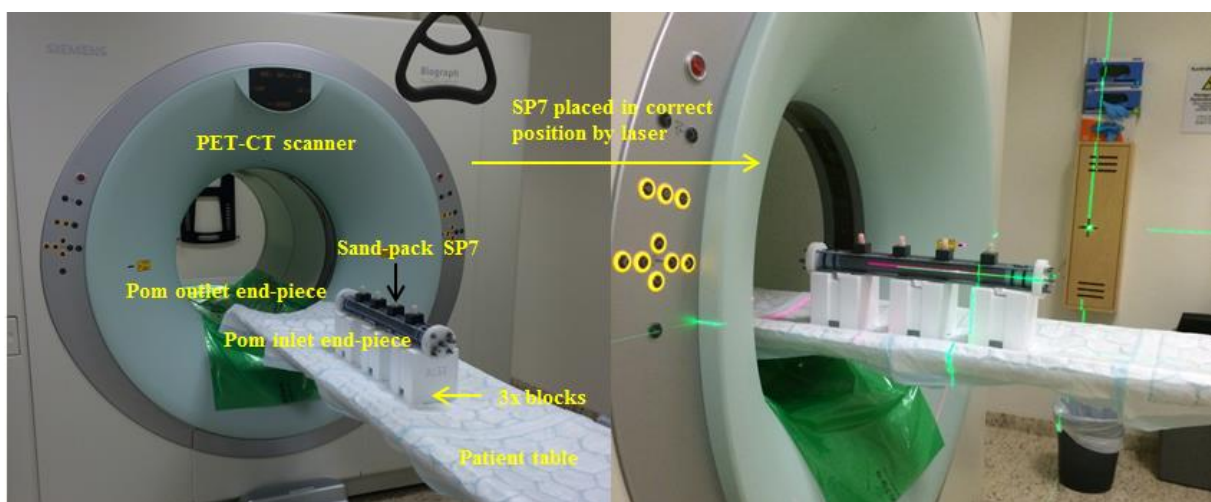 SIEMENS
Biograph
PET-CT scanner
SP7 placed in correct
position by laser
Sand-pack SP7
Pom outlet end-piece
Pom inlet end-piece
3x blocks
Patient table